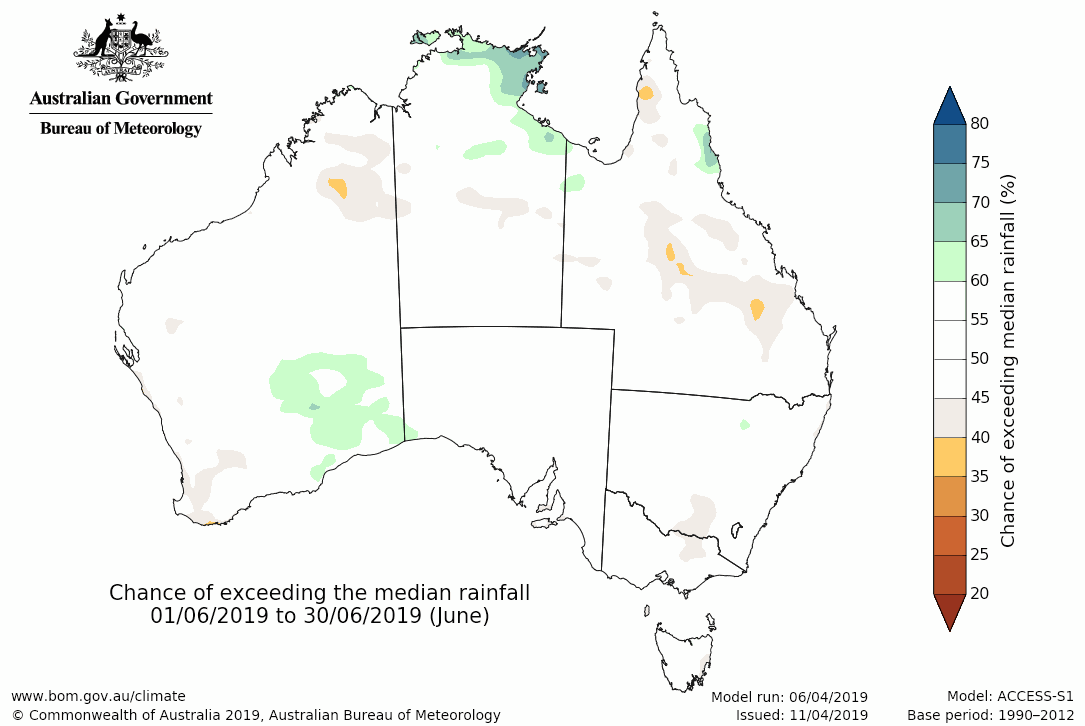 AUSTRALIA
Australian Government
Bureau of Meteorology
80
75
70
65
60
55
50
45
40
35
30
25
20
Chance of exceeding median rainfall (%)
Chance of exceeding the median rainfall
01/06/2019 to 30/06/2019 (June)
www.bom.gov.au/climate
© Commonwealth of Australia 2019, Australian Bureau of Meteorology
Model run: 06/04/2019
Issued: 11/04/2019
Model: ACCESS-S1
Base period: 1990–2012